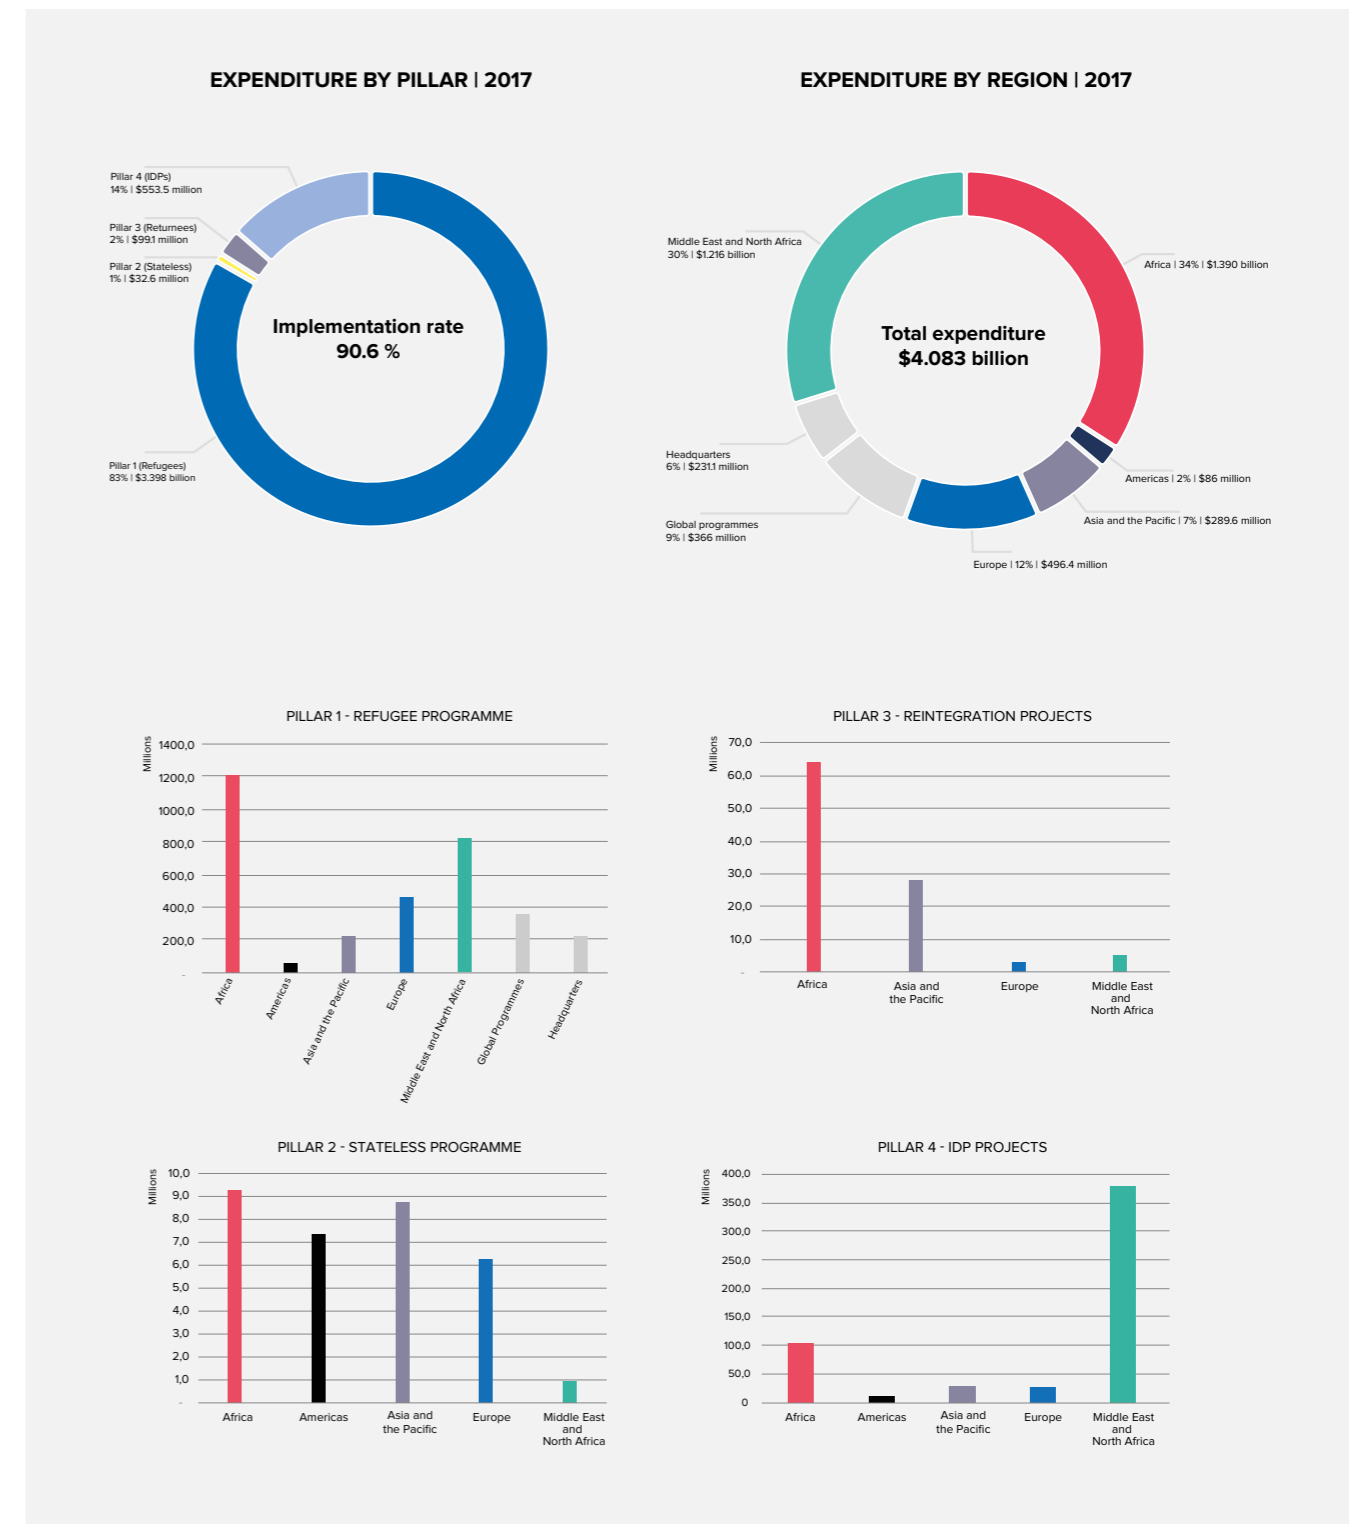 EXPENDITURE BY PILLAR | 2017
Pillar 4 (IDPs)
14% | $553.5 million
Pillar 3 (Returnees)
2% | $99.1 million
Pillar 2 (Stateless)
1% | $32.6 million
Implementation rate
90.6 %
Pillar 1 (Refugees)
83% | $3.398 billion
EXPENDITURE BY REGION | 2017
Middle East and North Africa
30% | $1.216 billion
Africa | 34% | $1.390 billion
Total expenditure
$4.083 billion
Headquarters
6% | $231.1 million
Americas | 2% | $86 million
Global programmes
9% | $366 million
Asia and the Pacific | 7% | $289.6 million
Europe | 12% | $496.4 million
PILLAR 1 - REFUGEE PROGRAMME
Millions
1400,0
1200,0
1000,0
800,0
600,0
400,0
200,0
-
Africa
Americas
Asia and the Pacific
Europe
Middle East and North Africa
Global Programmes
Headquarters
PILLAR 3 - REINTEGRATION PROJECTS
Millions
70,0
60,0
50,0
40,0
30,0
20,0
10,0
-
Africa
Asia and
the Pacific
Europe
Middle East
and
North Africa
PILLAR 2 - STATELESS PROGRAMME
Millions
10,0
9,0
8,0
7,0
6,0
5,0
4,0
3,0
2,0
1,0
-
Africa
Americas
Asia and
the Pacific
Europe
Middle East
and
North Africa
PILLAR 4 - IDP PROJECTS
Millions
400,0
350,0
300,0
250,0
200,0
150,0
100,0
50,0
0
Africa
Americas
Asia and
the Pacific
Europe
Middle East
and
North Africa